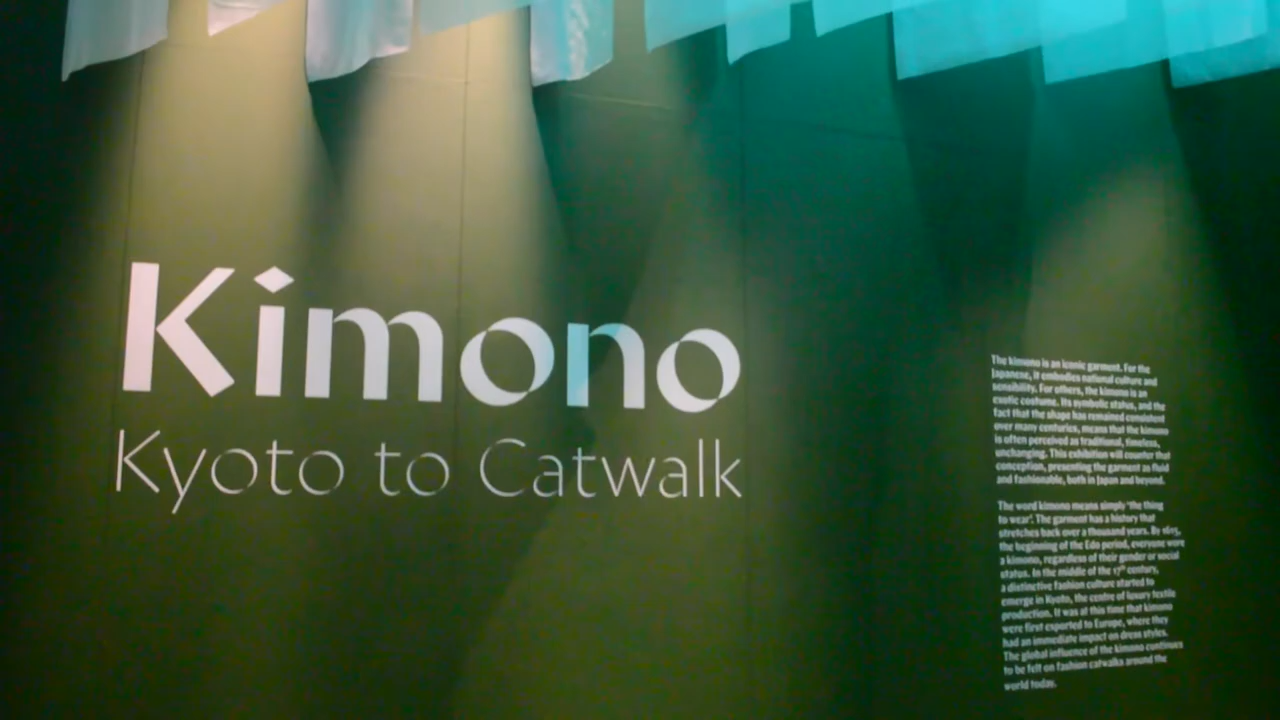 Kimono
Kyoto to Catwalk
The kimono is an iconic garment. For the
Japanese, it embodies national culture and
sensibility. For others, the kimono is an
exotic costume. Its symbolic status, and the
fact that the shape has remained consistent
over many centuries, means that the kimono
is often perceived as traditional, timeless,
unchanging. This exhibition will counter that
conception, presenting the garment as fluid
and fashionable, both in Japan and beyond.
The word kimono means simply 'the thing
to wear'. The garment has a history that
stretches back over a thousand years. By 1615,
the beginning of the Edo period, everyone wore
a kimono, regardless of their gender or social
status. In the middle of the 17th century,
a distinctive fashion culture started to
emerge in Kyoto, the centre of luxury textile
production. It was at this time that kimono
were first exported to Europe, where they
had an immediate impact on dress styles.
The global influence of the kimono continues
to be felt on fashion catwalks around the
world today.